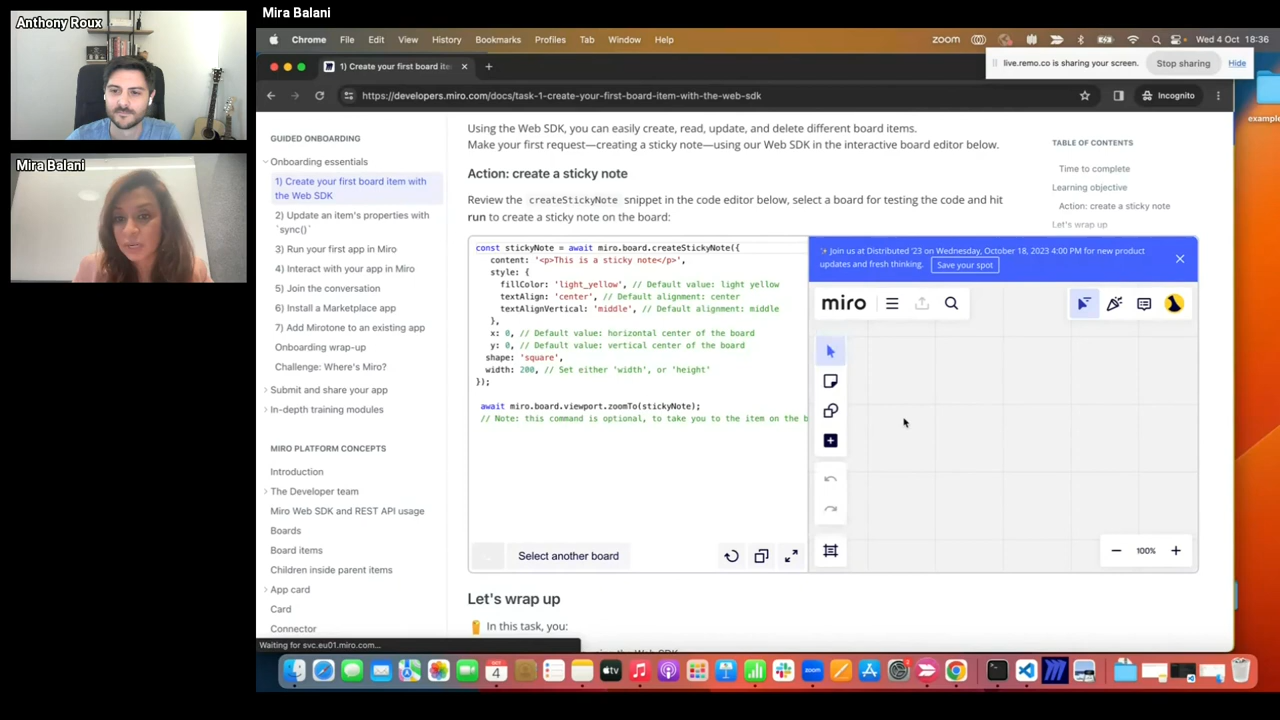 Anthony Roux
Mira Balani
Mira Balani
Chrome File Edit View History Bookmarks Profiles Tab Window Help
zoom Wed 4 Oct 18:36
live.remo.co is sharing your screen. Stop sharing Hide
1) Create your first board ite
https://developers.miro.com/docs/task-1-create-your-first-board-item-with-the-web-sdk
Incognito
example
GUIDED ONBOARDING
Onboarding essentials
1) Create your first board item with
the Web SDK
2) Update an item's properties with
`sync()`
3) Run your first app in Miro
4) Interact with your app in Miro
5) Join the conversation
6) Install a Marketplace app
7) Add Mirotone to an existing app
Onboarding wrap-up
Challenge: Where's Miro?
Submit and share your app
In-depth training modules
MIRO PLATFORM CONCEPTS
Introduction
The Developer team
Miro Web SDK and REST API usage
Boards
Board items
Children inside parent items
App card
Card
Connector
Waiting for svc.eu01.miro.com...
Using the Web SDK, you can easily create, read, update, and delete different board items.
Make your first request—creating a sticky note—using our Web SDK in the interactive board editor below.
Action: create a sticky note
Review the createStickyNote snippet in the code editor below, select a board for testing the code and hit
run to create a sticky note on the board:
const stickyNote = await miro.board.createStickyNote({
content: '<p>This is a sticky note</p>',
style: {
fillColor: 'light_yellow', // Default value: light yellow
textAlign: 'center', // Default alignment: center
textAlignVertical: 'middle', // Default alignment: middle
},
x: 0, // Default value: horizontal center of the board
y: 0, // Default value: vertical center of the board
shape: 'square',
width: 200, // Set either 'width', or 'height'
});
await miro.board.viewport.zoomTo(stickyNote);
// Note: this command is optional, to take you to the item on the b
Select another board
Join us at Distributed '23 on Wednesday, October 18, 2023 4:00 PM for new product
updates and fresh thinking. Save your spot
miro
100%
Let's wrap up
In this task, you:
TABLE OF CONTENTS
Time to complete
Learning objective
Action: create a sticky note
Let's wrap up
OCT
4
zoom